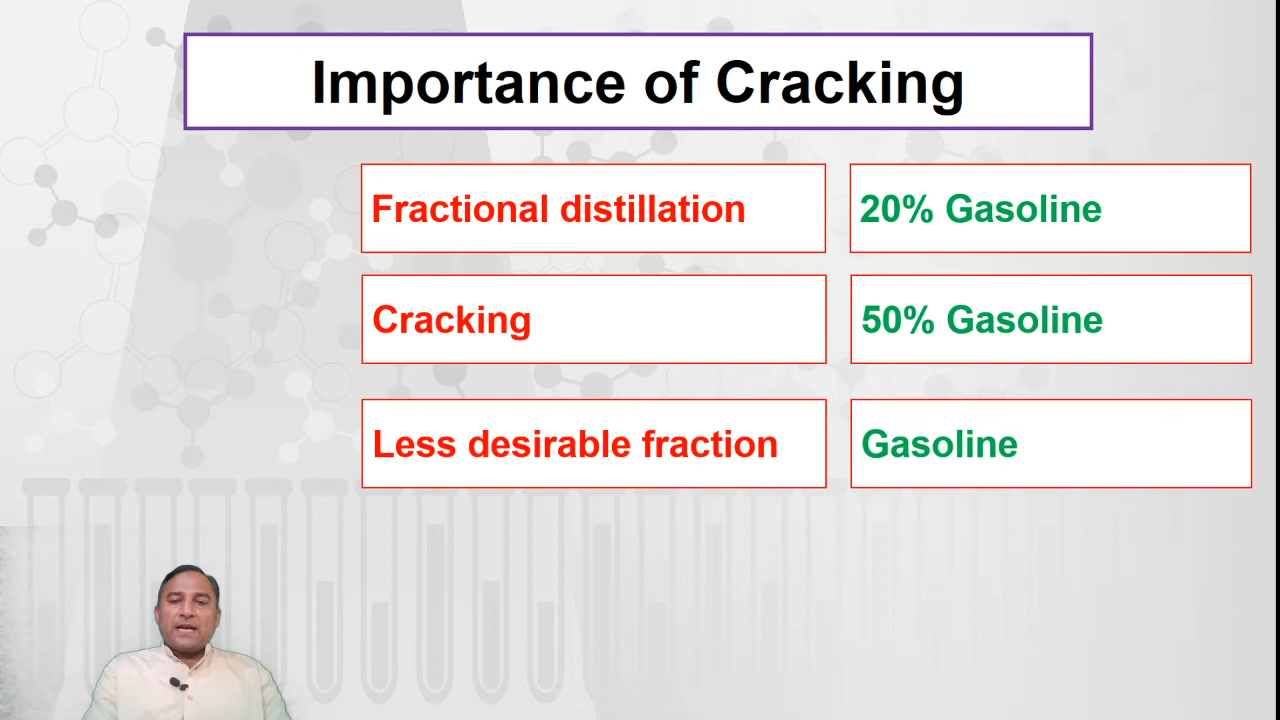 Importance of Cracking
Fractional distillation
20% Gasoline
Cracking
50% Gasoline
Less desirable fraction
Gasoline